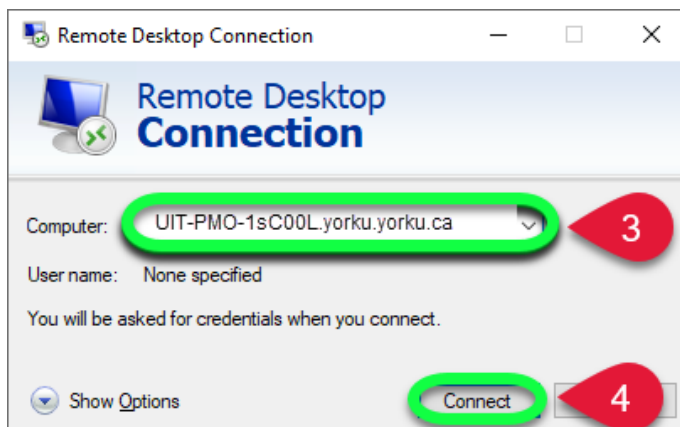 Remote Desktop Connection
Remote Desktop
Connection
Computer: UIT-PMO-1sC00L.yorku.yorku.ca 3
User name: None specified
You will be asked for credentials when you connect.
Show Options Connect 4